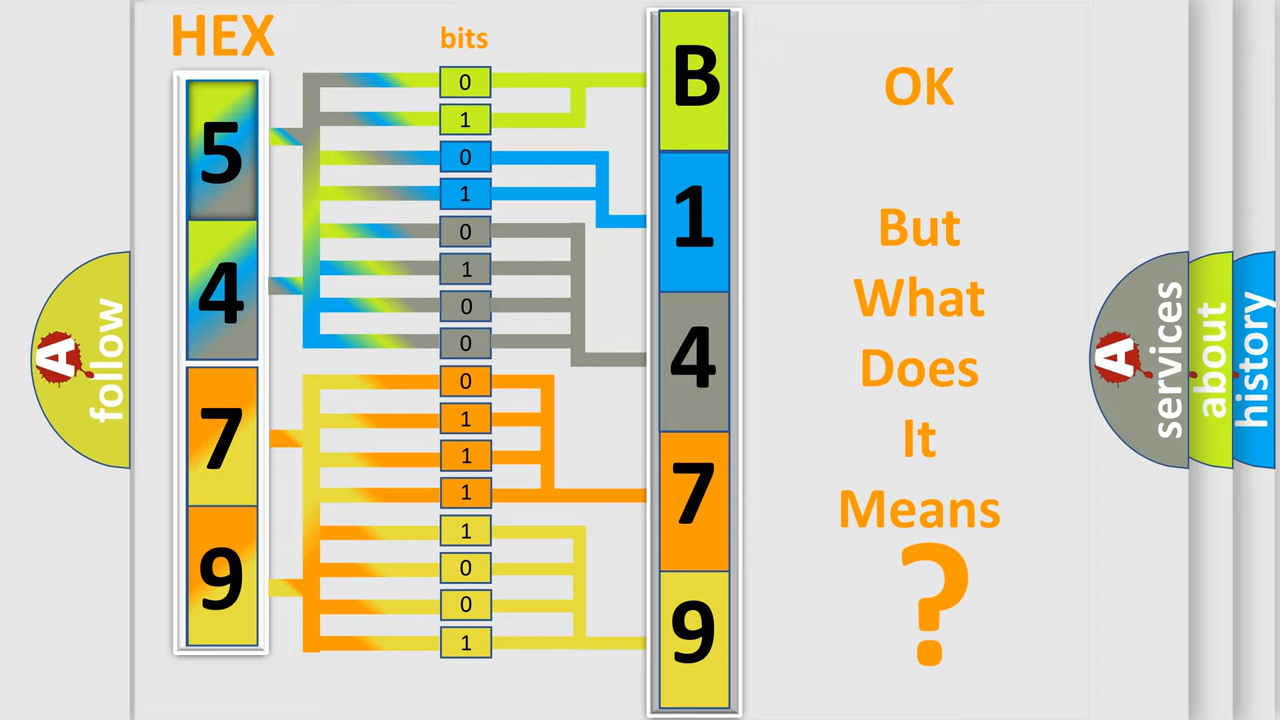 HEX
bits
5
4
7
9
0
1
0
1
0
1
0
0
0
1
1
1
1
0
0
1
B
1
4
7
9
OK
But
What
Does
It
Means
?
A
follow
A
services
about
history